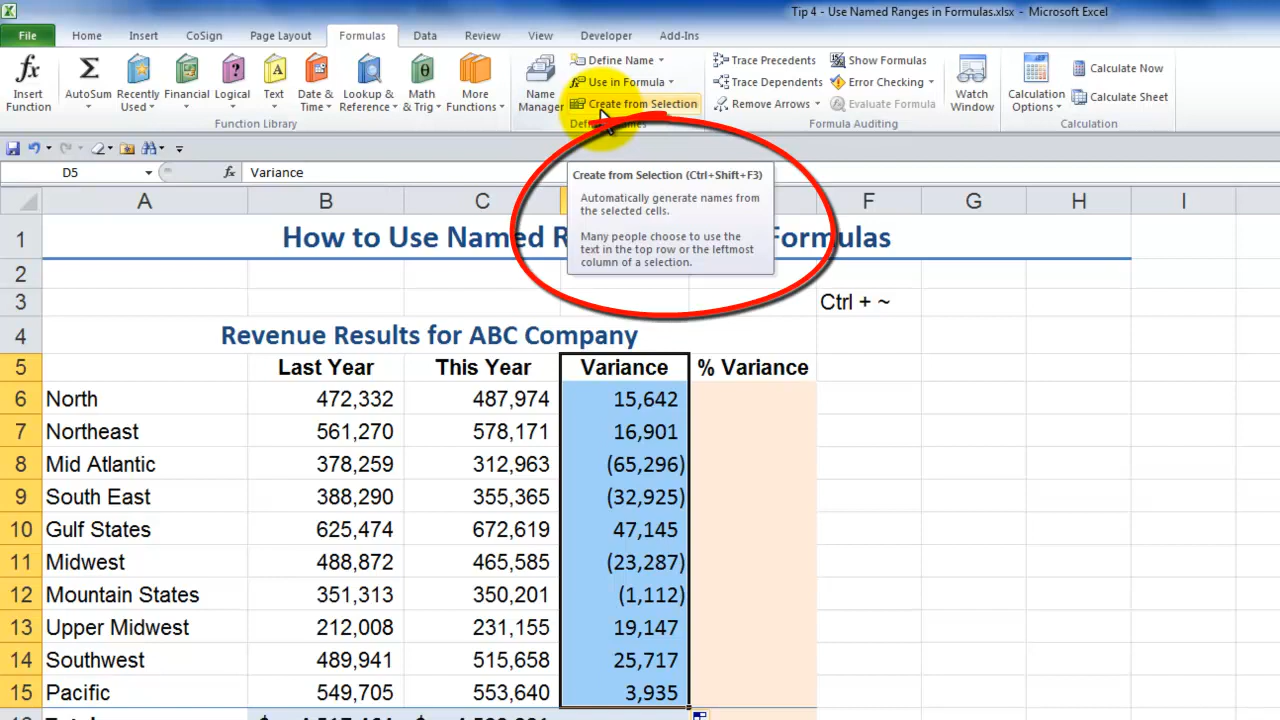 Tip 4 - Use Named Ranges in Formulas.xlsx - Microsoft Excel
File Home Insert CoSign Page Layout Formulas Data Review View Developer Add-Ins
Insert Function
AutoSum
Recently Used
Financial
Logical
Text
Date & Time
Lookup & Reference
Math & Trig
More Functions
Function Library
Name Manager
Define Name
Use in Formula
Create from Selection
Trace Precedents
Trace Dependents
Remove Arrows
Show Formulas
Error Checking
Evaluate Formula
Formula Auditing
Watch Window
Calculation Options
Calculate Now
Calculate Sheet
Calculation
D5 fx Variance
Create from Selection (Ctrl+Shift+F3)
Automatically generate names from
the selected cells.
Many people choose to use the
text in the top row or the leftmost
column of a selection.
A B C F G H I
1 How to Use Named Formulas
2
3 Ctrl + ~
4 Revenue Results for ABC Company
5 Last Year This Year Variance % Variance
6 North 472,332 487,974 15,642
7 Northeast 561,270 578,171 16,901
8 Mid Atlantic 378,259 312,963 (65,296)
9 South East 388,290 355,365 (32,925)
10 Gulf States 625,474 672,619 47,145
11 Midwest 488,872 465,585 (23,287)
12 Mountain States 351,313 350,201 (1,112)
13 Upper Midwest 212,008 231,155 19,147
14 Southwest 489,941 515,658 25,717
15 Pacific 549,705 553,640 3,935